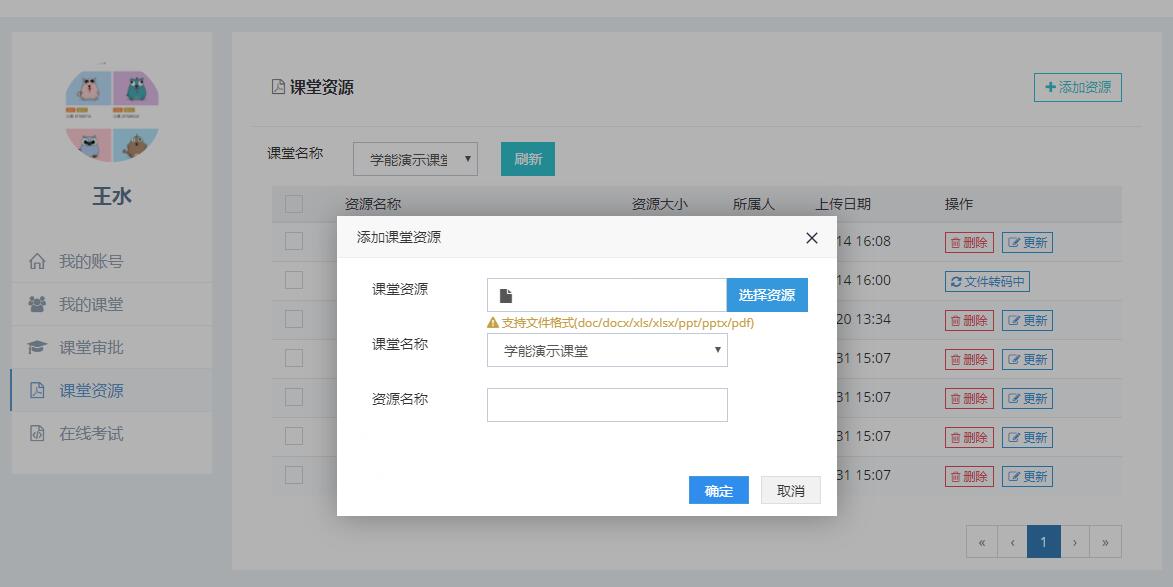 王水
我的账号
我的课堂
课堂审批
课堂资源
在线考试
课堂资源
添加资源
课堂名称
学能演示课堂
刷新
资源名称 资源大小 所属人 上传日期 操作
14 16:08 删除 更新
14 16:00 文件转码中
20 13:34 删除 更新
31 15:07 删除 更新
31 15:07 删除 更新
31 15:07 删除 更新
31 15:07 删除 更新
« ‹ 1 › »
添加课堂资源
课堂资源 选择资源
支持文件格式(doc/docx/xls/xlsx/ppt/pptx/pdf)
课堂名称 学能演示课堂
资源名称
确定 取消